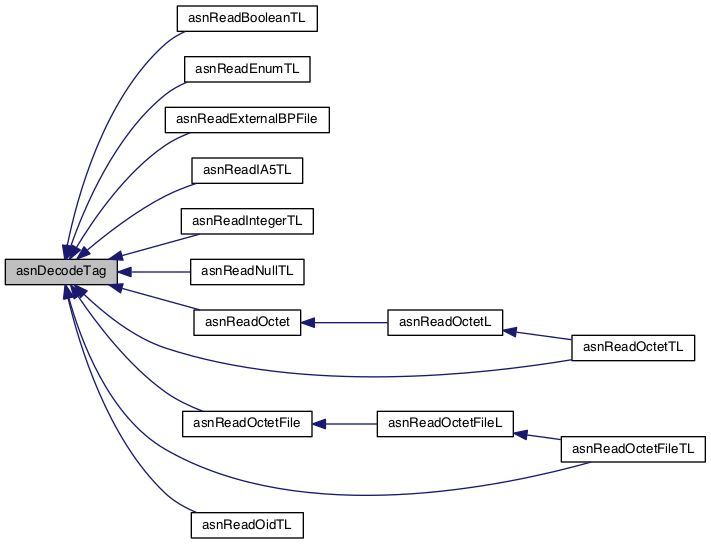 asnReadBooleanTL
asnReadEnumTL
asnReadExternalBPFile
asnReadIA5TL
asnReadIntegerTL
asnDecodeTag
asnReadNullTL
asnReadOctet
asnReadOctetL
asnReadOctetTL
asnReadOctetFile
asnReadOctetFileL
asnReadOctetFileTL
asnReadOidTL